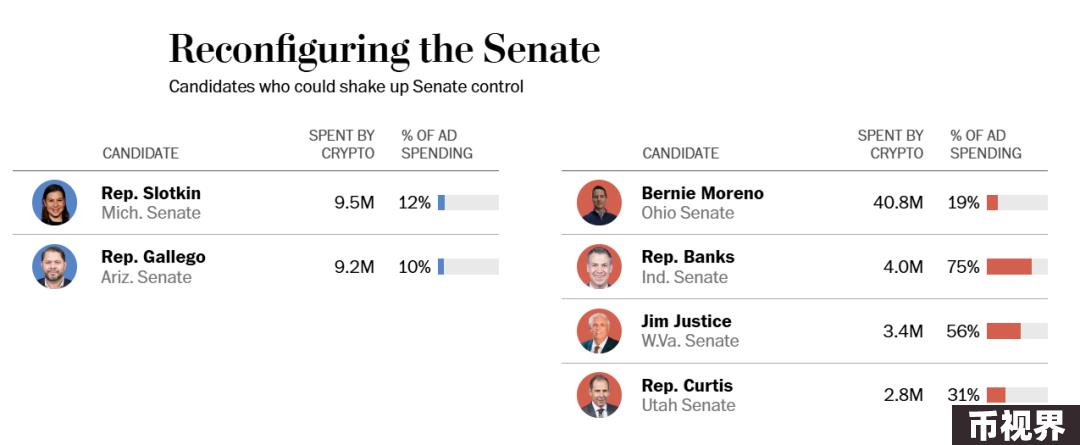 Reconfiguring the Senate
Candidates who could shake up Senate control
CANDIDATE
SPENT BY
CRYPTO
% OF AD
SPENDING
Rep. Slotkin
Mich. Senate
9.5M
12%
Rep. Gallego
Ariz. Senate
9.2M
10%
CANDIDATE
SPENT BY
CRYPTO
% OF AD
SPENDING
Bernie Moreno
Ohio Senate
40.8M
19%
Rep. Banks
Ind. Senate
4.0M
75%
Jim Justice
W.Va. Senate
3.4M
56%
Rep. Curtis
Utah Senate
2.8M
31%
币视界